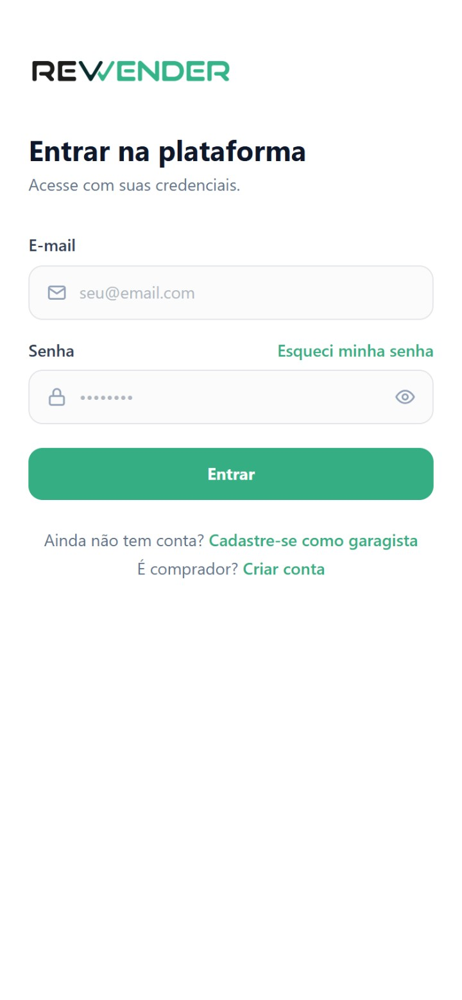 REVENDER
Entrar na plataforma
Acesse com suas credenciais.
E-mail
seu@email.com
Senha
Esqueci minha senha
••••••••
Entrar
Ainda não tem conta? Cadastre-se como garagista
É comprador? Criar conta